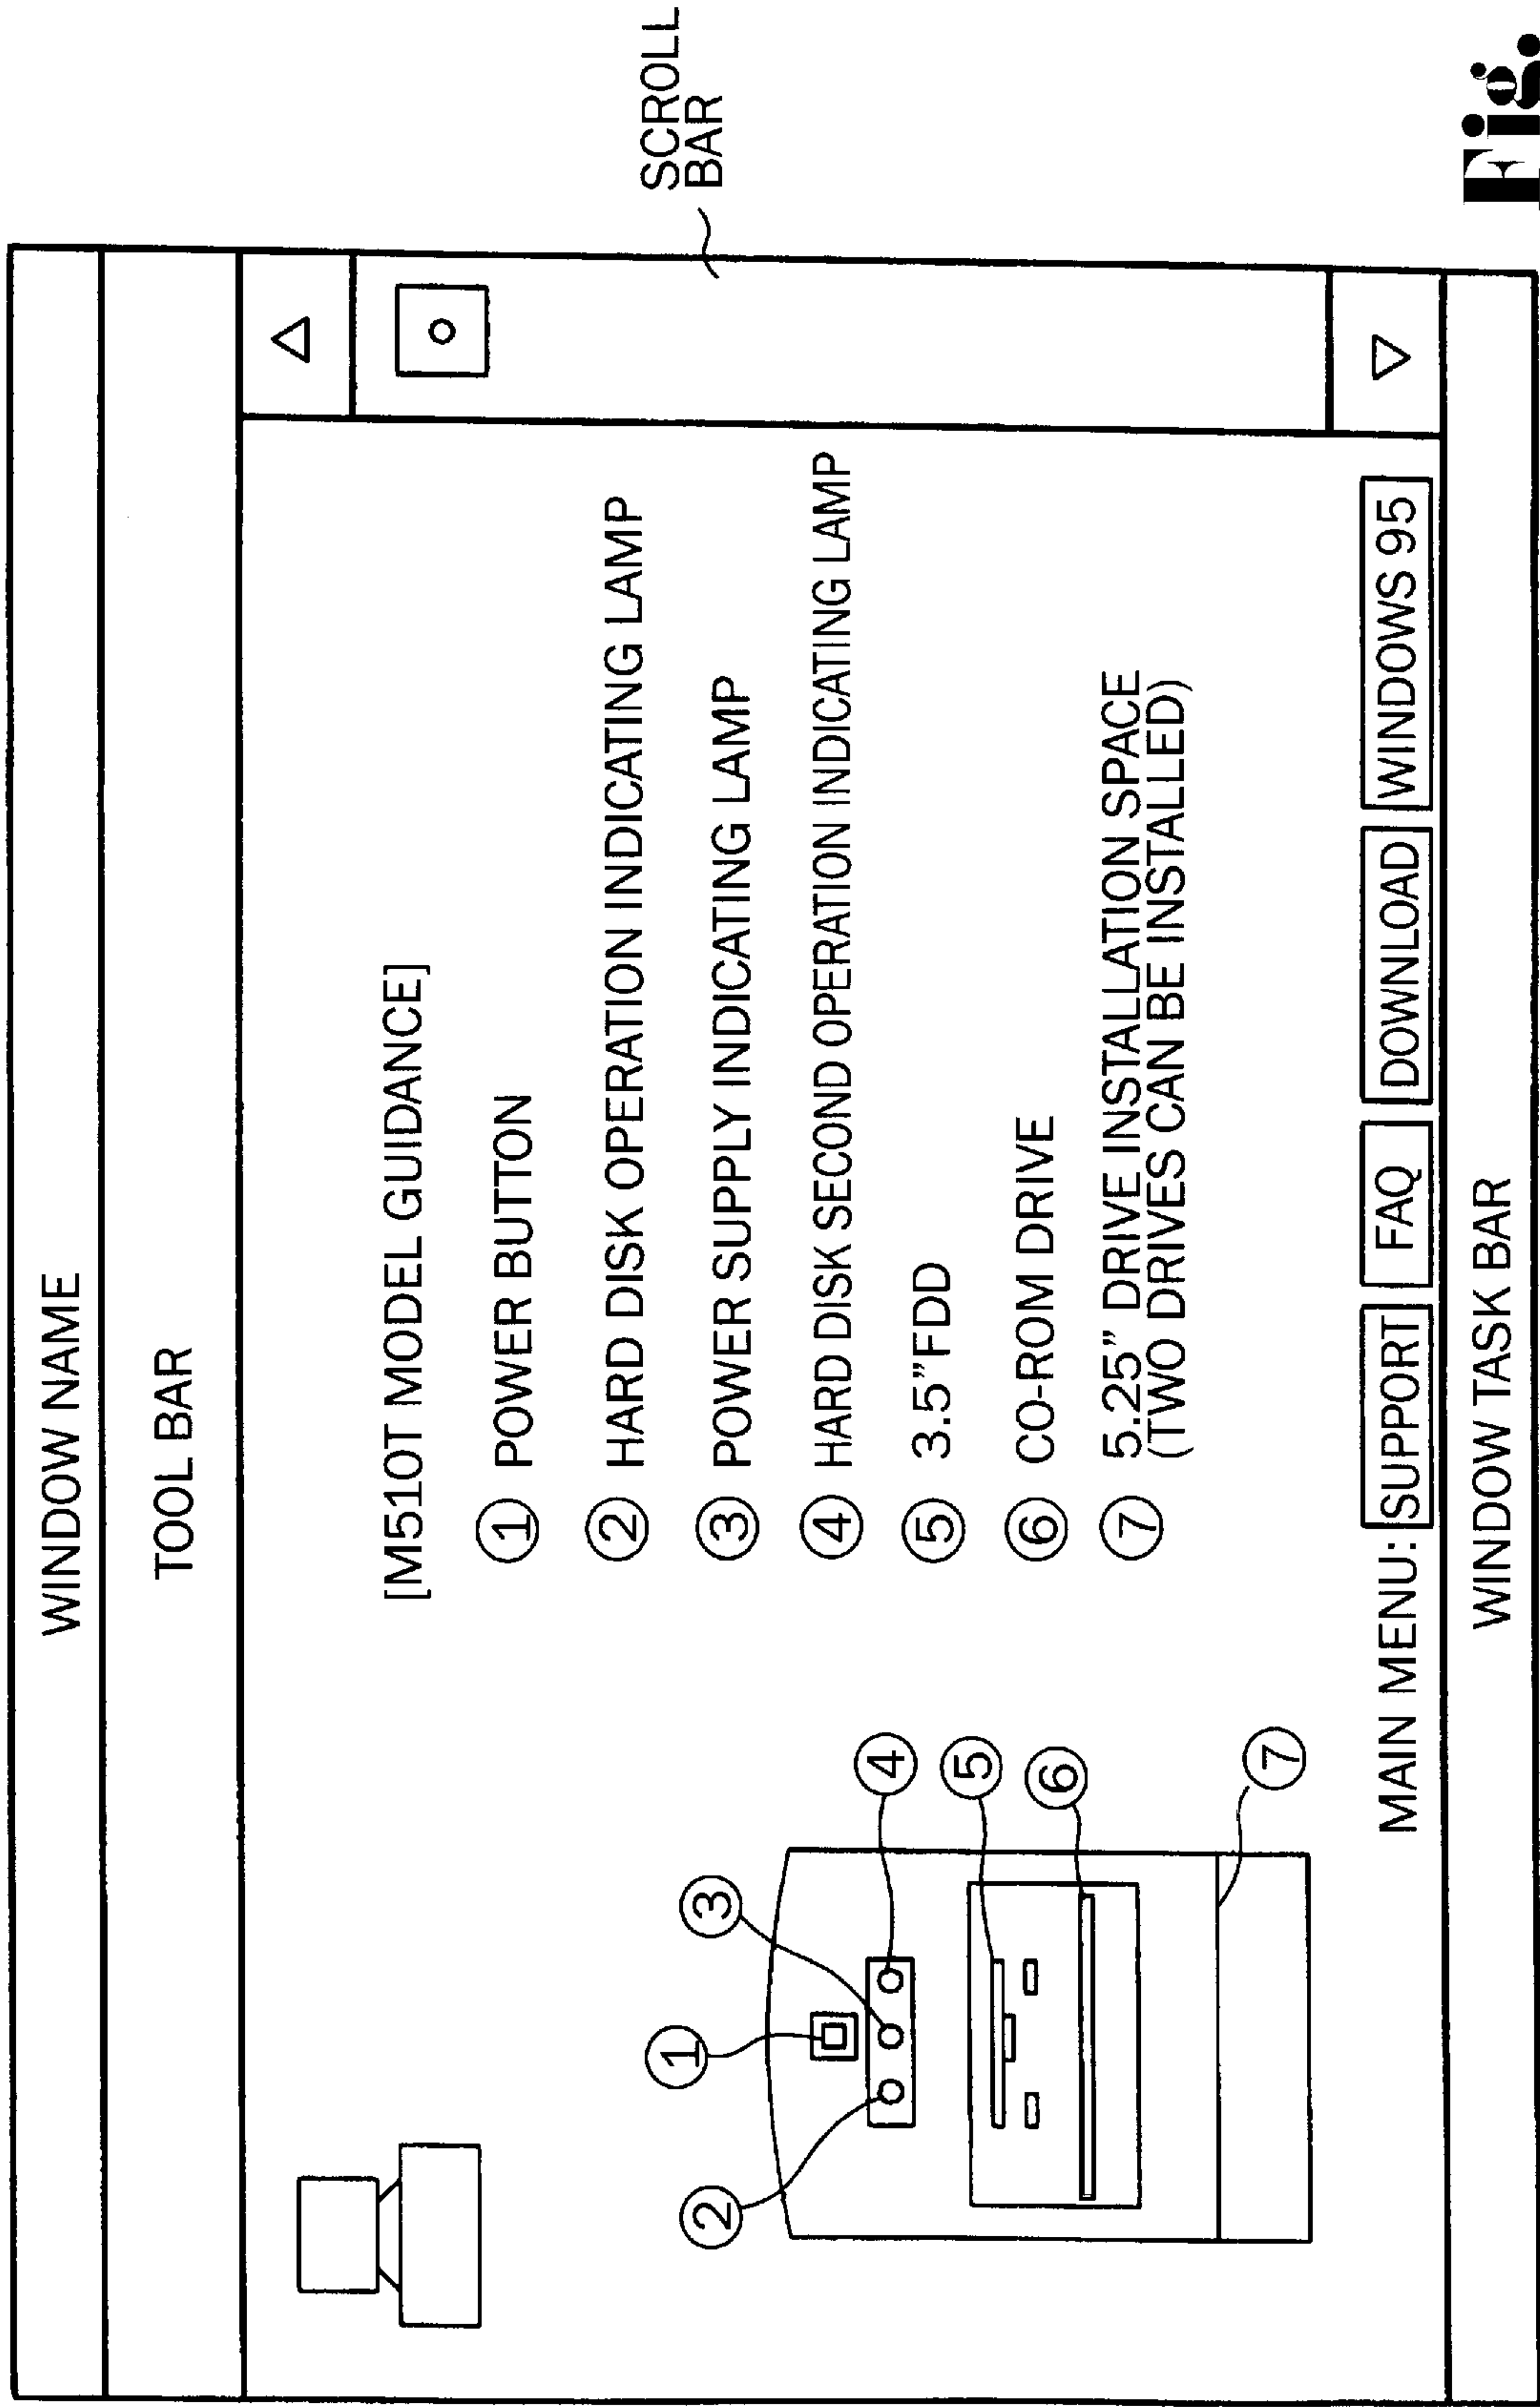 WINDOW NAME
TOOL BAR
[M510T MODEL GUIDANCE]
① POWER BUTTON
② HARD DISK OPERATION INDICATING LAMP
③ POWER SUPPLY INDICATING LAMP
④ HARD DISK SECOND OPERATION INDICATING LAMP
⑤ 3.5”FDD
⑥ CO-ROM DRIVE
⑦ 5.25” DRIVE INSTALLATION SPACE
(TWO DRIVES CAN BE INSTALLED)
①
②
③
④
⑤
⑥
⑦
SCROLL
BAR
MAIN MENU: SUPPORT FAQ DOWNLOAD WINDOWS 95
WINDOW TASK BAR
Fig.